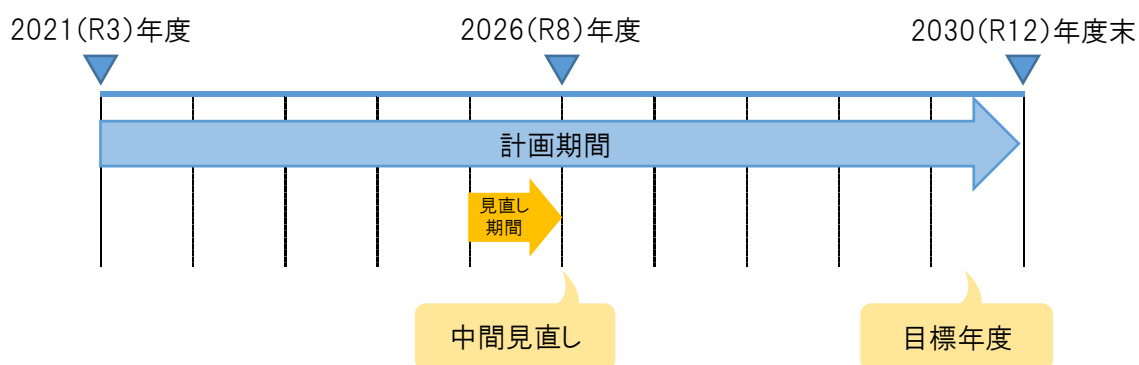 2021(R3)年度
2026(R8)年度
2030(R12)年度末
計画期間
見直し
期間
中間見直し
目標年度